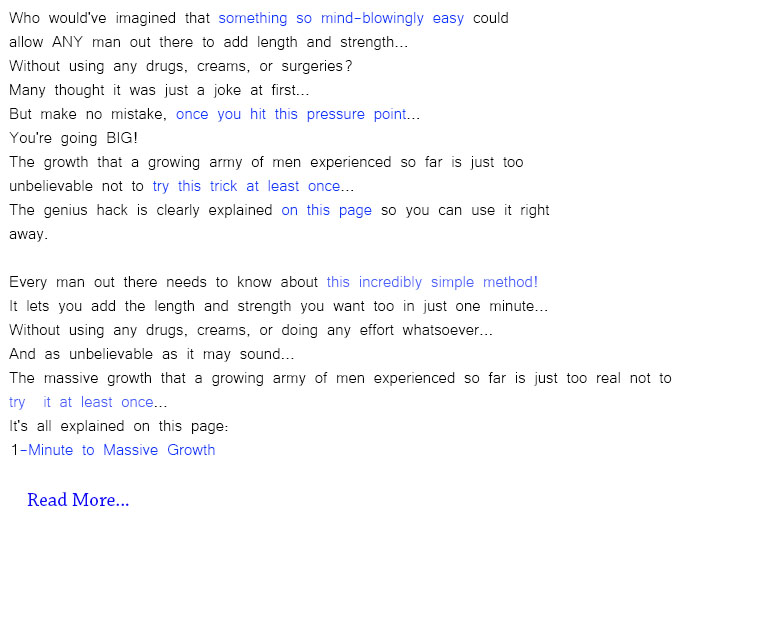 Who would've imagined that something so mind-blowingly easy could
allow ANY man out there to add length and strength...
Without using any drugs, creams, or surgeries?
Many thought it was just a joke at first...
But make no mistake, once you hit this pressure point...
You're going BIG!
The growth that a growing army of men experienced so far is just too
unbelievable not to try this trick at least once...
The genius hack is clearly explained on this page so you can use it right
away.
Every man out there needs to know about this incredibly simple method!
It lets you add the length and strength you want too in just one minute...
Without using any drugs, creams, or doing any effort whatsoever...
And as unbelievable as it may sound...
The massive growth that a growing army of men experienced so far is just too real not to
try it at least once...
It's all explained on this page:
1-Minute to Massive Growth
Read More...